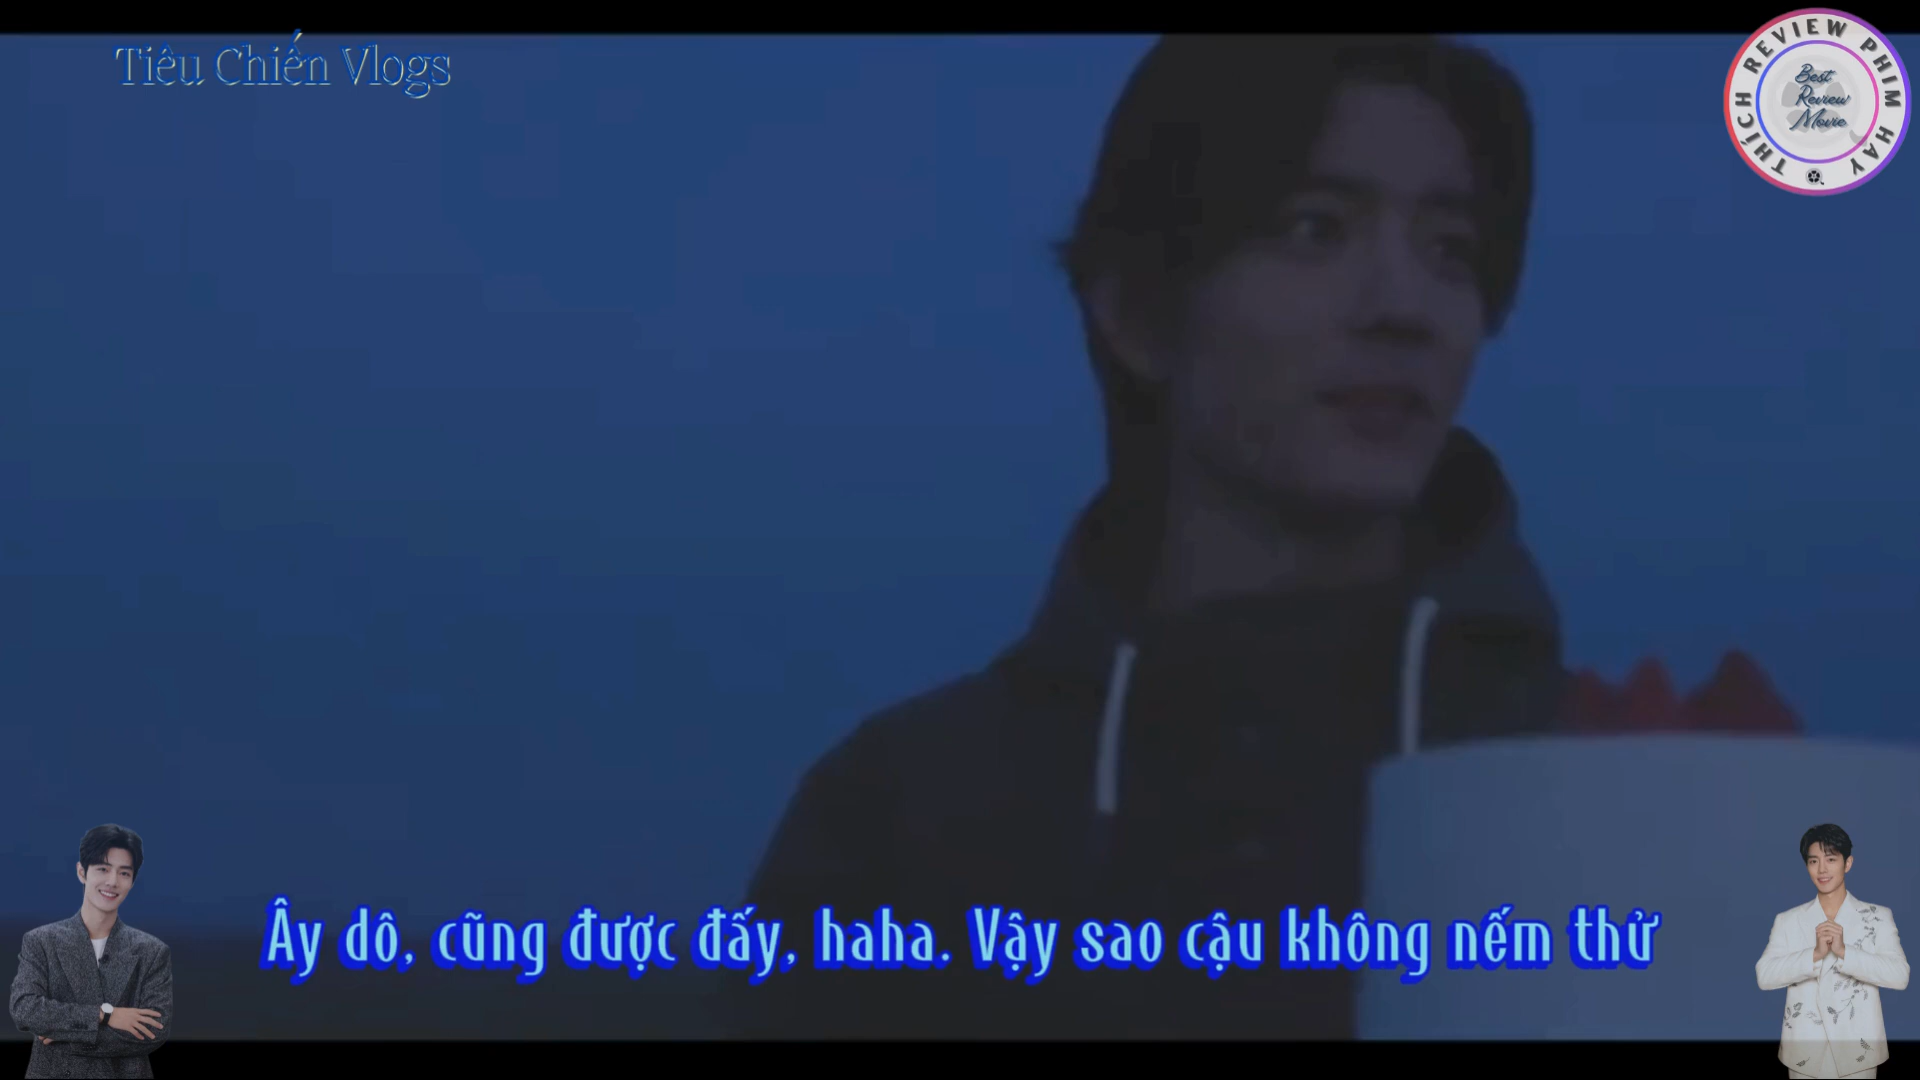 Tiêu Chiến Vlogs
THÍCH REVIEW PHIM HAY
Best
Review
Movie
Ây dô, cũng được đấy, haha. Vậy sao cậu không nếm thử